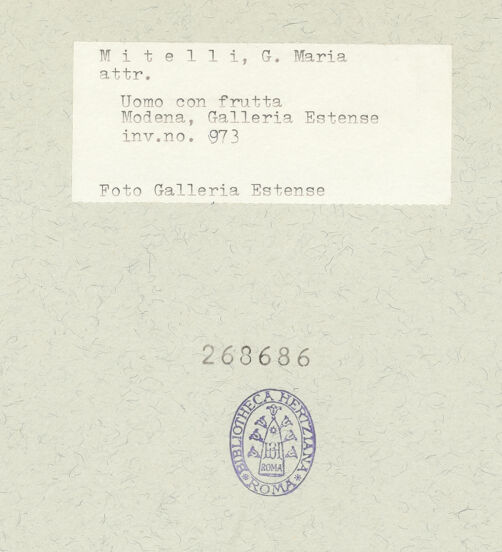 M i t e l l i, G. Maria
attr.
Uomo con frutta
Modena, Galleria Estense
inv.no. 973
Foto Galleria Estense
268686
BIBLIOTHECA HERTZIANA
ROMA
* ROMA *